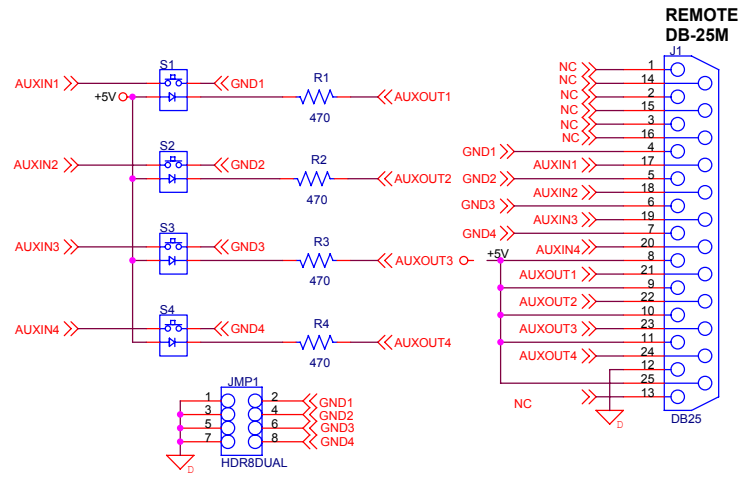 REMOTE
DB-25M
J1
S1
AUXIN1
GND1
+5V
R1
470
AUXOUT1
S2
AUXIN2
GND2
R2
470
AUXOUT2
S3
AUXIN3
GND3
R3
470
AUXOUT3
S4
AUXIN4
GND4
R4
470
AUXOUT4
JMP1
1 2 GND1
3 4 GND2
5 6 GND3
7 8 GND4
HDR8DUAL
D
NC 1
NC 14
NC 2
NC 15
NC 3
NC 16
GND1 4
AUXIN1 17
GND2 5
AUXIN2 18
GND3 6
AUXIN3 19
GND4 7
AUXIN4 20
+5V 8
AUXOUT1 21
9
AUXOUT2 22
10
AUXOUT3 23
11
AUXOUT4 24
12
25
NC 13
D
DB25